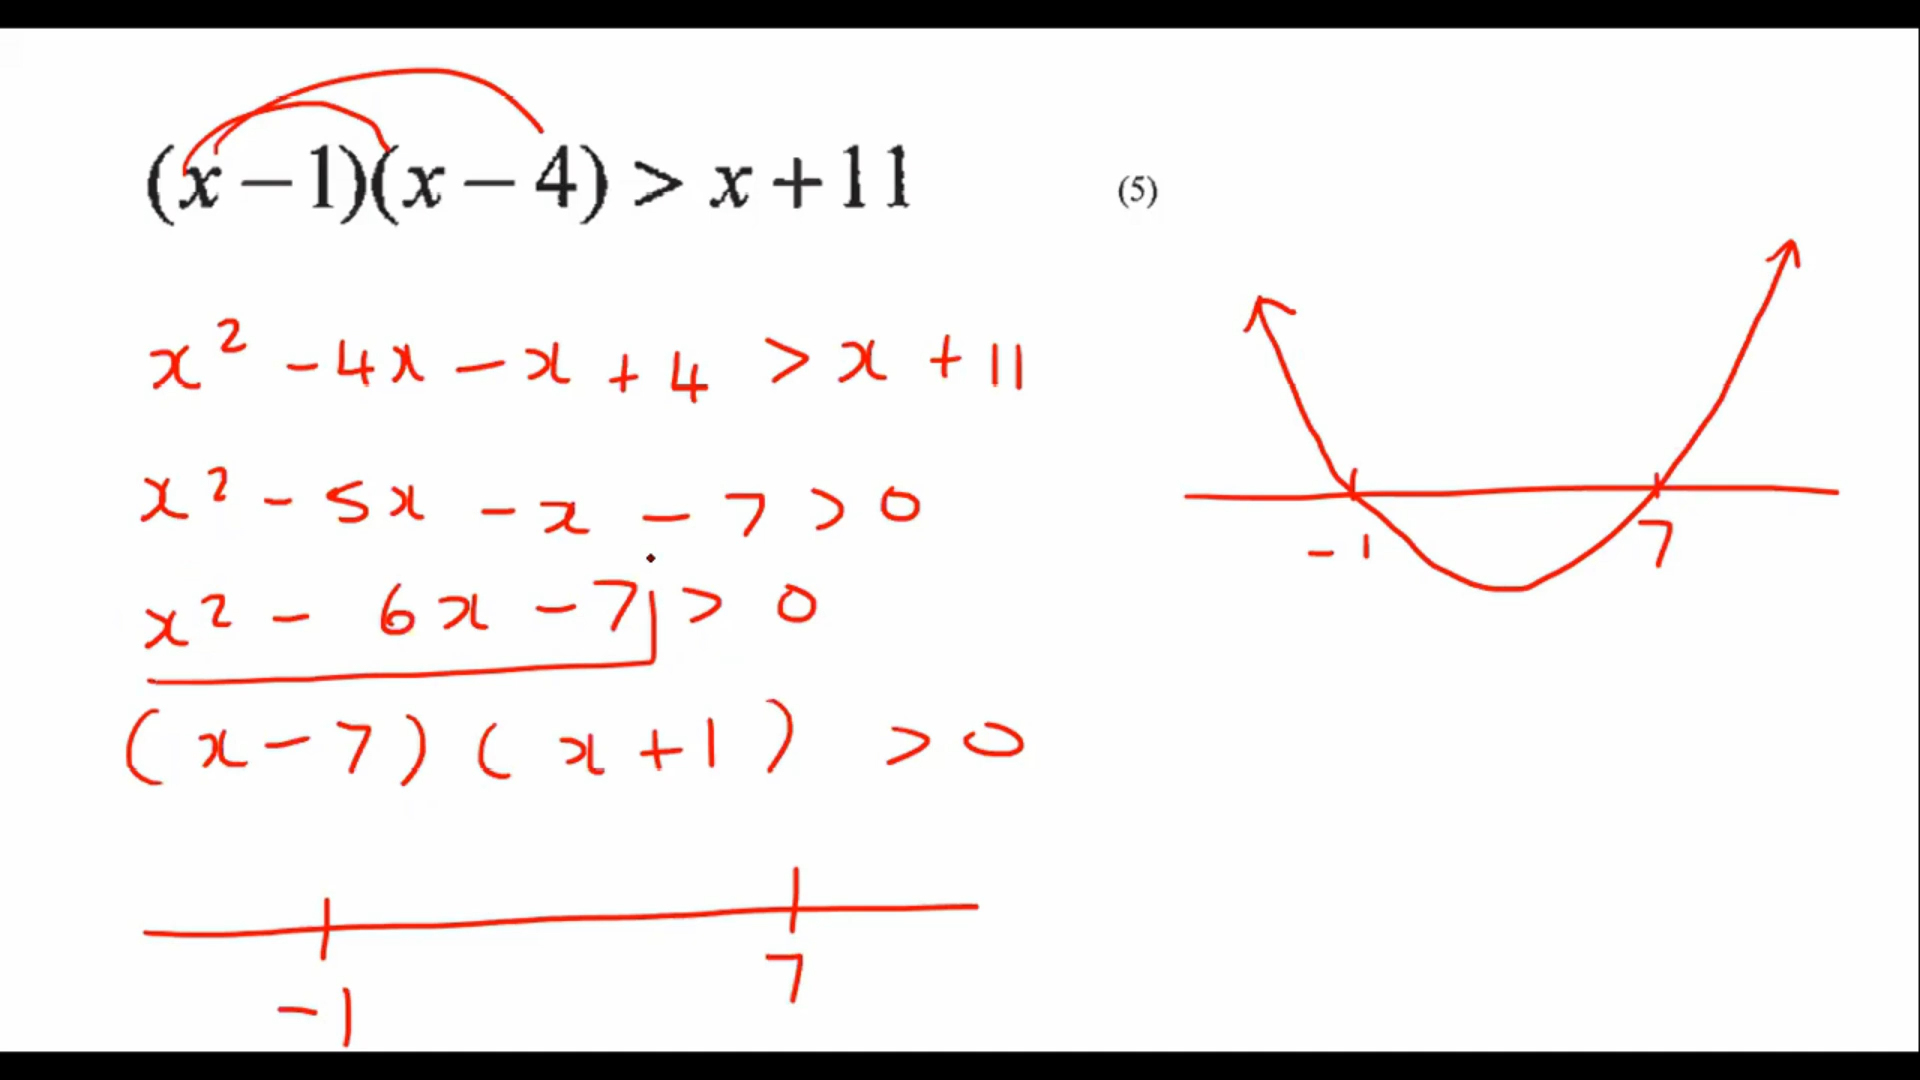 (x − 1)(x − 4) > x + 11
(5)
x² − 4x − x + 4 > x + 11
x² − 5x − x − 7 > 0
x² − 6x − 7 > 0
(x − 7)(x + 1) > 0
−1 7
−1 7